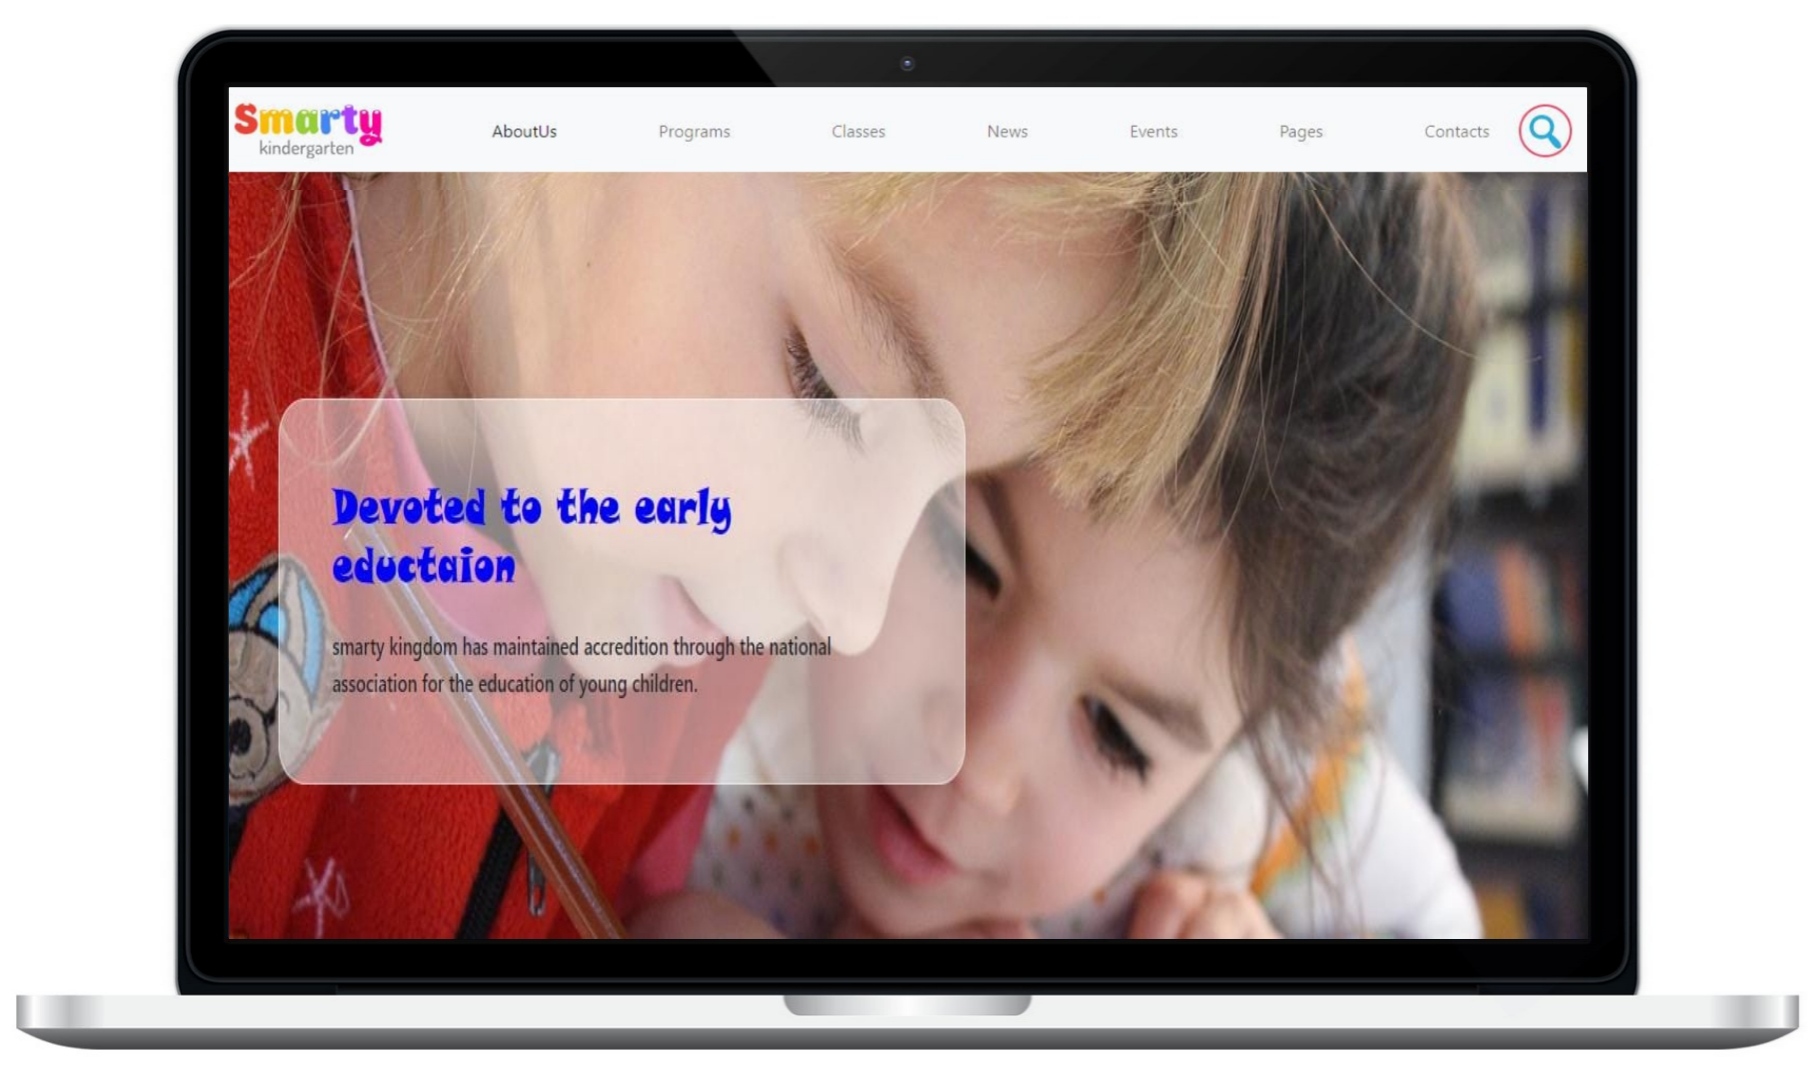 Smarty
kindergarten
AboutUs
Programs
Classes
News
Events
Pages
Contacts
Devoted to the early
eductaion
smarty kingdom has maintained accredition through the national
association for the education of young children.